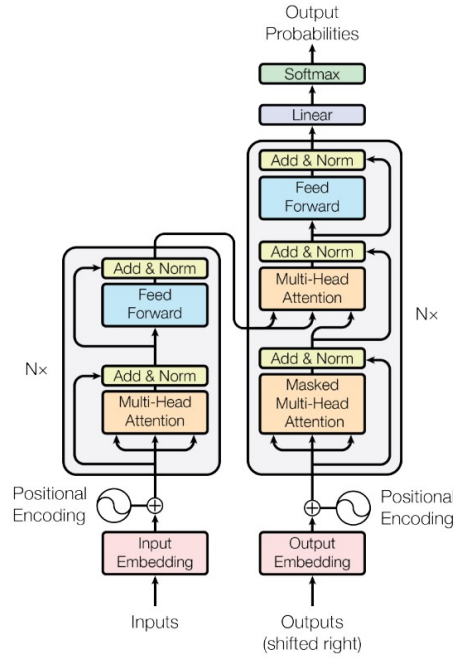 Output
Probabilities
Softmax
Linear
Add & Norm
Feed
Forward
Add & Norm
Multi-Head
Attention
Add & Norm
Masked
Multi-Head
Attention
N×
Positional
Encoding
Output
Embedding
Outputs
(shifted right)
Add & Norm
Feed
Forward
Add & Norm
Multi-Head
Attention
N×
Positional
Encoding
Input
Embedding
Inputs